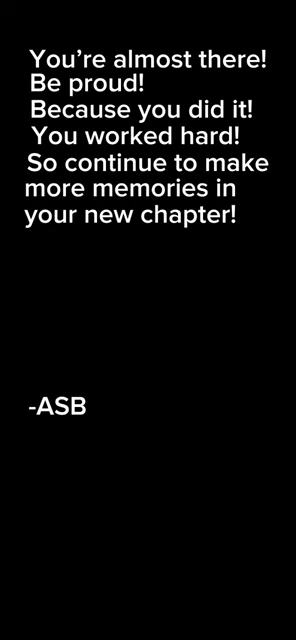 You’re almost there!
Be proud!
Because you did it!
You worked hard!
So continue to make
more memories in
your new chapter!
-ASB